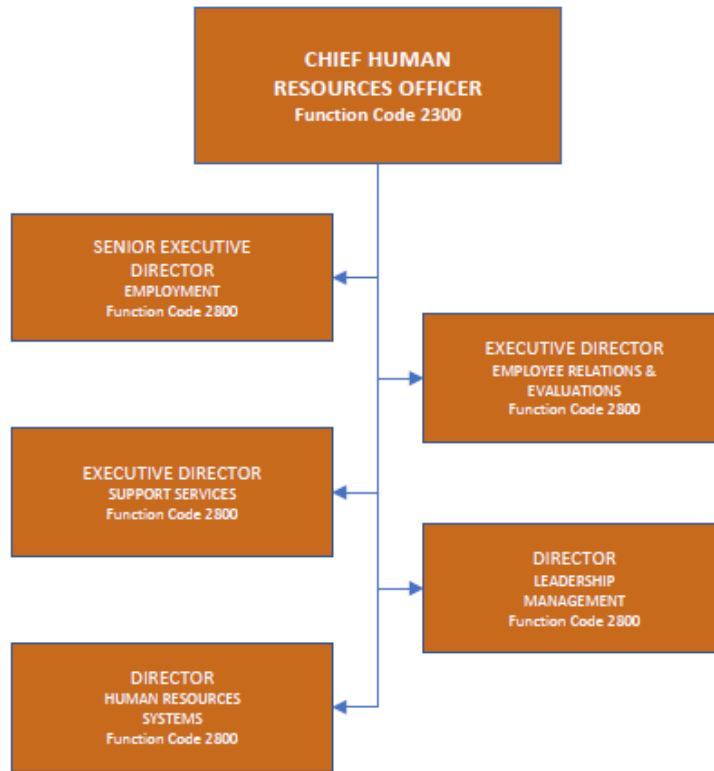 CHIEF HUMAN
RESOURCES OFFICER
Function Code 2300
SENIOR EXECUTIVE
DIRECTOR
EMPLOYMENT
Function Code 2800
EXECUTIVE DIRECTOR
EMPLOYEE RELATIONS &
EVALUATIONS
Function Code 2800
EXECUTIVE DIRECTOR
SUPPORT SERVICES
Function Code 2800
DIRECTOR
LEADERSHIP
MANAGEMENT
Function Code 2800
DIRECTOR
HUMAN RESOURCES
SYSTEMS
Function Code 2800